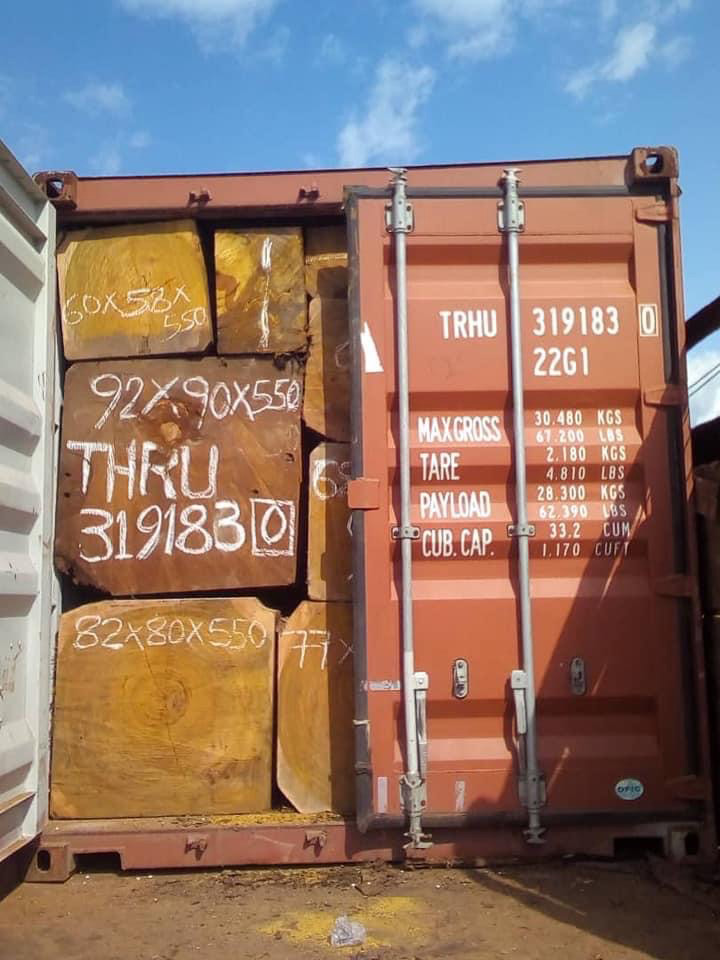 60X58X
550
92X90X550
THRU
319183 0
82X80X550
77X
TRHU 319183 0
22G1
MAX GROSS 30.480 KGS
67.200 LBS
TARE 2.180 KGS
4.810 LBS
PAYLOAD 28.300 KGS
62.390 LBS
CUB. CAP. 33.2 CUM
1.170 CUFT